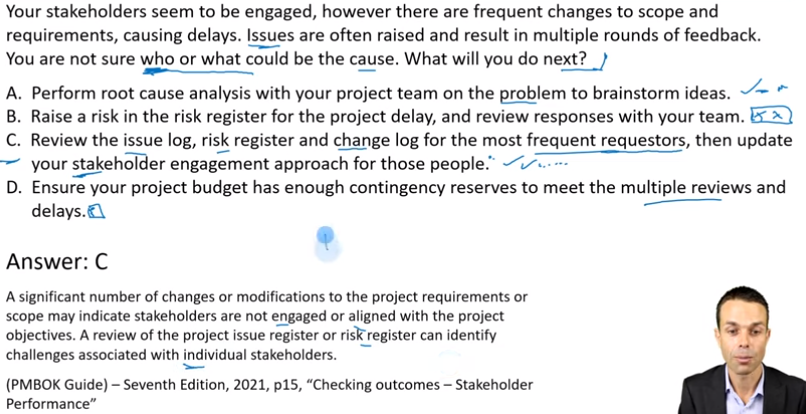 Your stakeholders seem to be engaged, however there are frequent changes to scope and
requirements, causing delays. Issues are often raised and result in multiple rounds of feedback.
You are not sure who or what could be the cause. What will you do next?
A. Perform root cause analysis with your project team on the problem to brainstorm ideas.
B. Raise a risk in the risk register for the project delay, and review responses with your team.
C. Review the issue log, risk register and change log for the most frequent requestors, then update
your stakeholder engagement approach for those people.
D. Ensure your project budget has enough contingency reserves to meet the multiple reviews and
delays.
Answer: C
A significant number of changes or modifications to the project requirements or
scope may indicate stakeholders are not engaged or aligned with the project
objectives. A review of the project issue register or risk register can identify
challenges associated with individual stakeholders.
(PMBOK Guide) – Seventh Edition, 2021, p15, “Checking outcomes – Stakeholder
Performance”